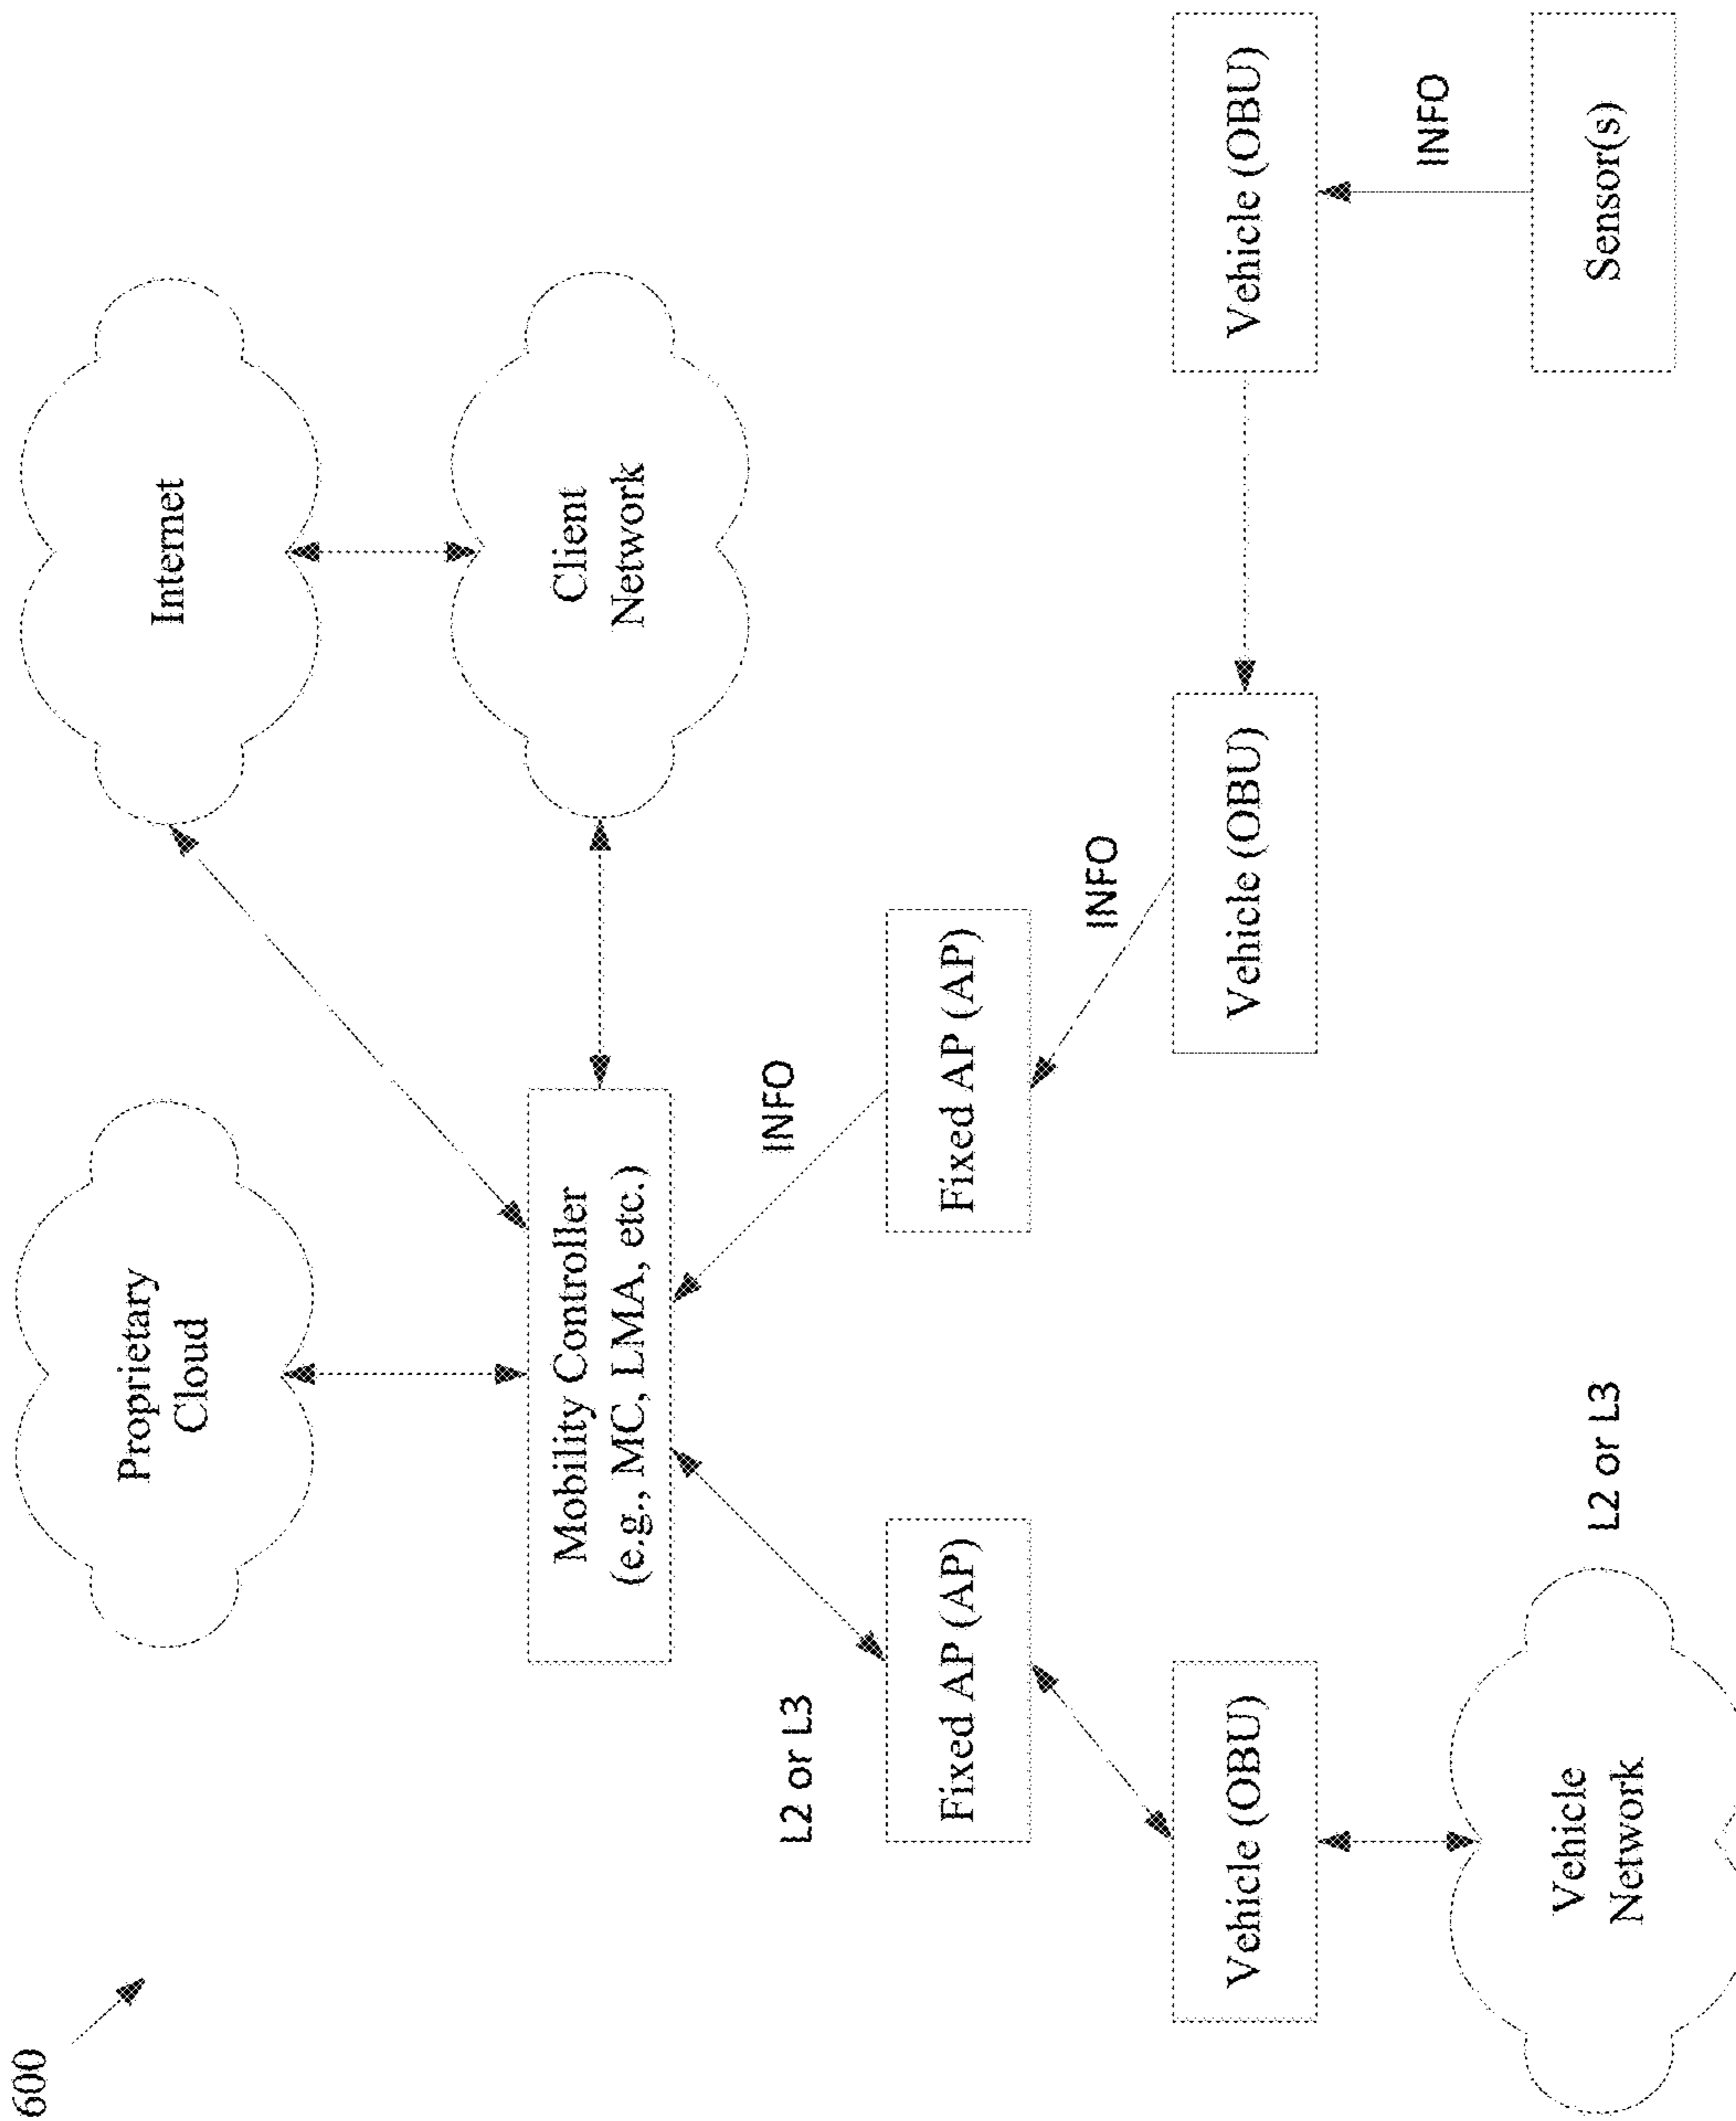 600
Proprietary
Cloud
Internet
Mobility Controller
(e.g., MC, LMA, etc.)
Client
Network
L2 or L3
INFO
Fixed AP (AP)
Fixed AP (AP)
INFO
Vehicle (OBU)
Vehicle (OBU)
Vehicle (OBU)
INFO
Vehicle
Network
L2 or L3
Sensor(s)